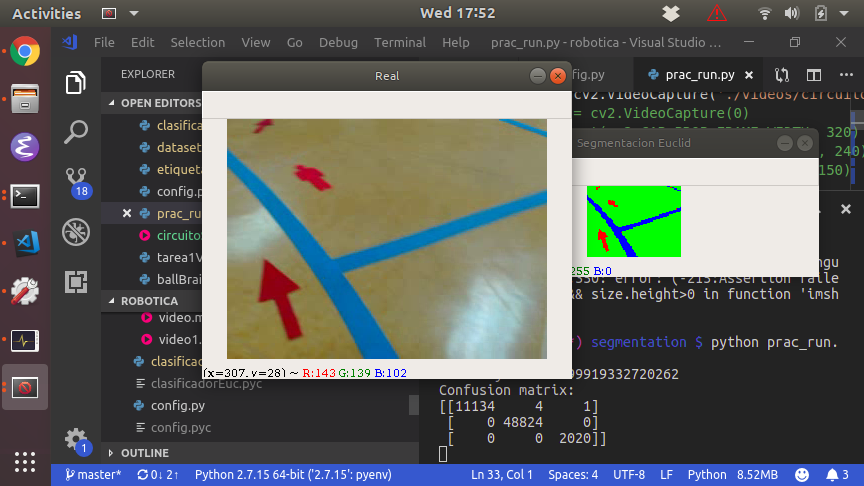 Activities
Wed 17:52
File Edit Selection View Go Debug Terminal Help prac_run.py - robotica - Visual Studio …
EXPLORER
OPEN EDITORS
clasifica
dataset
etiqueta
config.p
prac_ru
circuito
tarea1V
ballBrai
ROBOTICA
video.m
video1.
clasificado
clasificadorEuc.pyc
config.py
config.pyc
OUTLINE
18
1
Real
(x=307, y=28) ~ R:143 G:139 B:102
fig.py
prac_run.py
cv2.VideoCapture("./videos/circuito
= cv2.VideoCapture(0)
320)
, 240)
150)
Segmentacion Euclid
255 B:0
ngu
error: (-215:Assertion faile
&& size.height>0 in function 'imsh
) segmentation $ python prac_run.
99919332720262
Confusion matrix:
[[11134 4 1]
[ 0 48824 0]
[ 0 0 2020]]
master* 0↓ 2↑ Python 2.7.15 64-bit ('2.7.15': pyenv) Ln 33, Col 1 Spaces: 4 UTF-8 LF Python 8.52MB 3